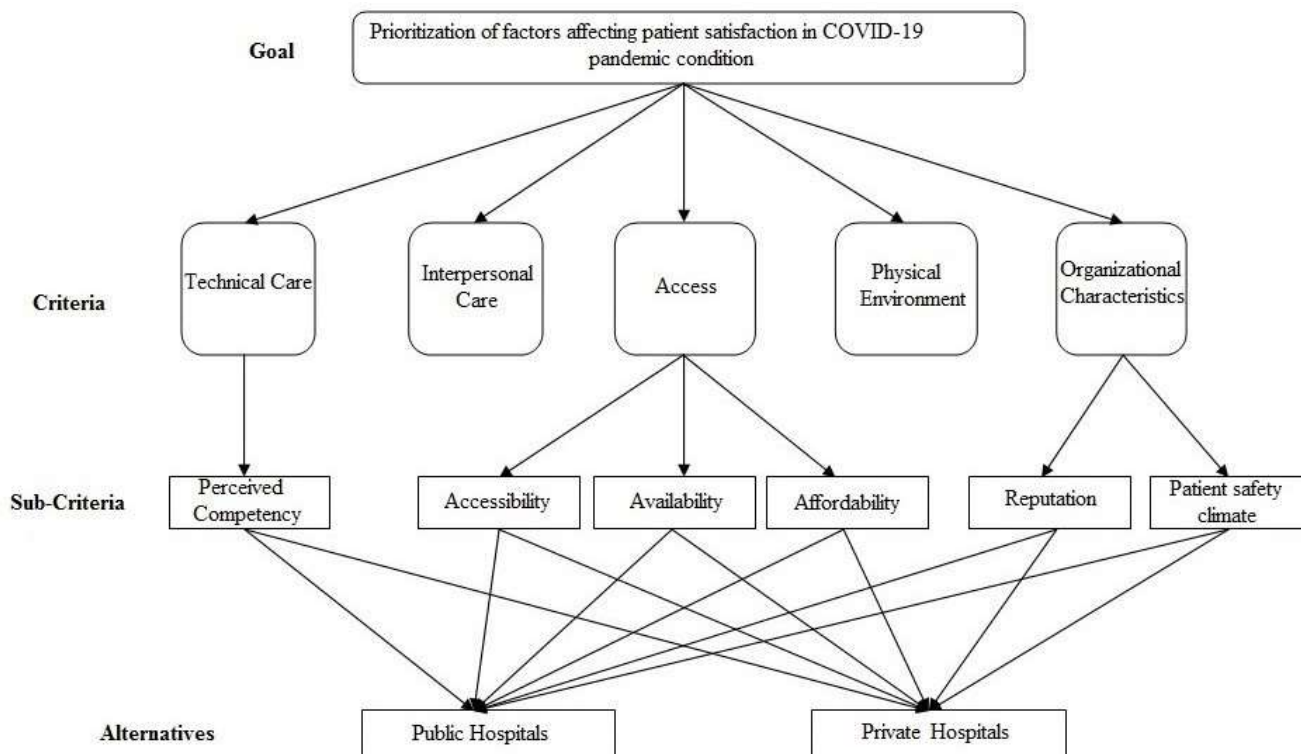 Goal
Prioritization of factors affecting patient satisfaction in COVID-19
pandemic condition
Criteria
Technical Care
Interpersonal
Care
Access
Physical
Environment
Organizational
Characteristics
Sub-Criteria
Perceived
Competency
Accessibility
Availability
Affordability
Reputation
Patient safety
climate
Alternatives
Public Hospitals
Private Hospitals